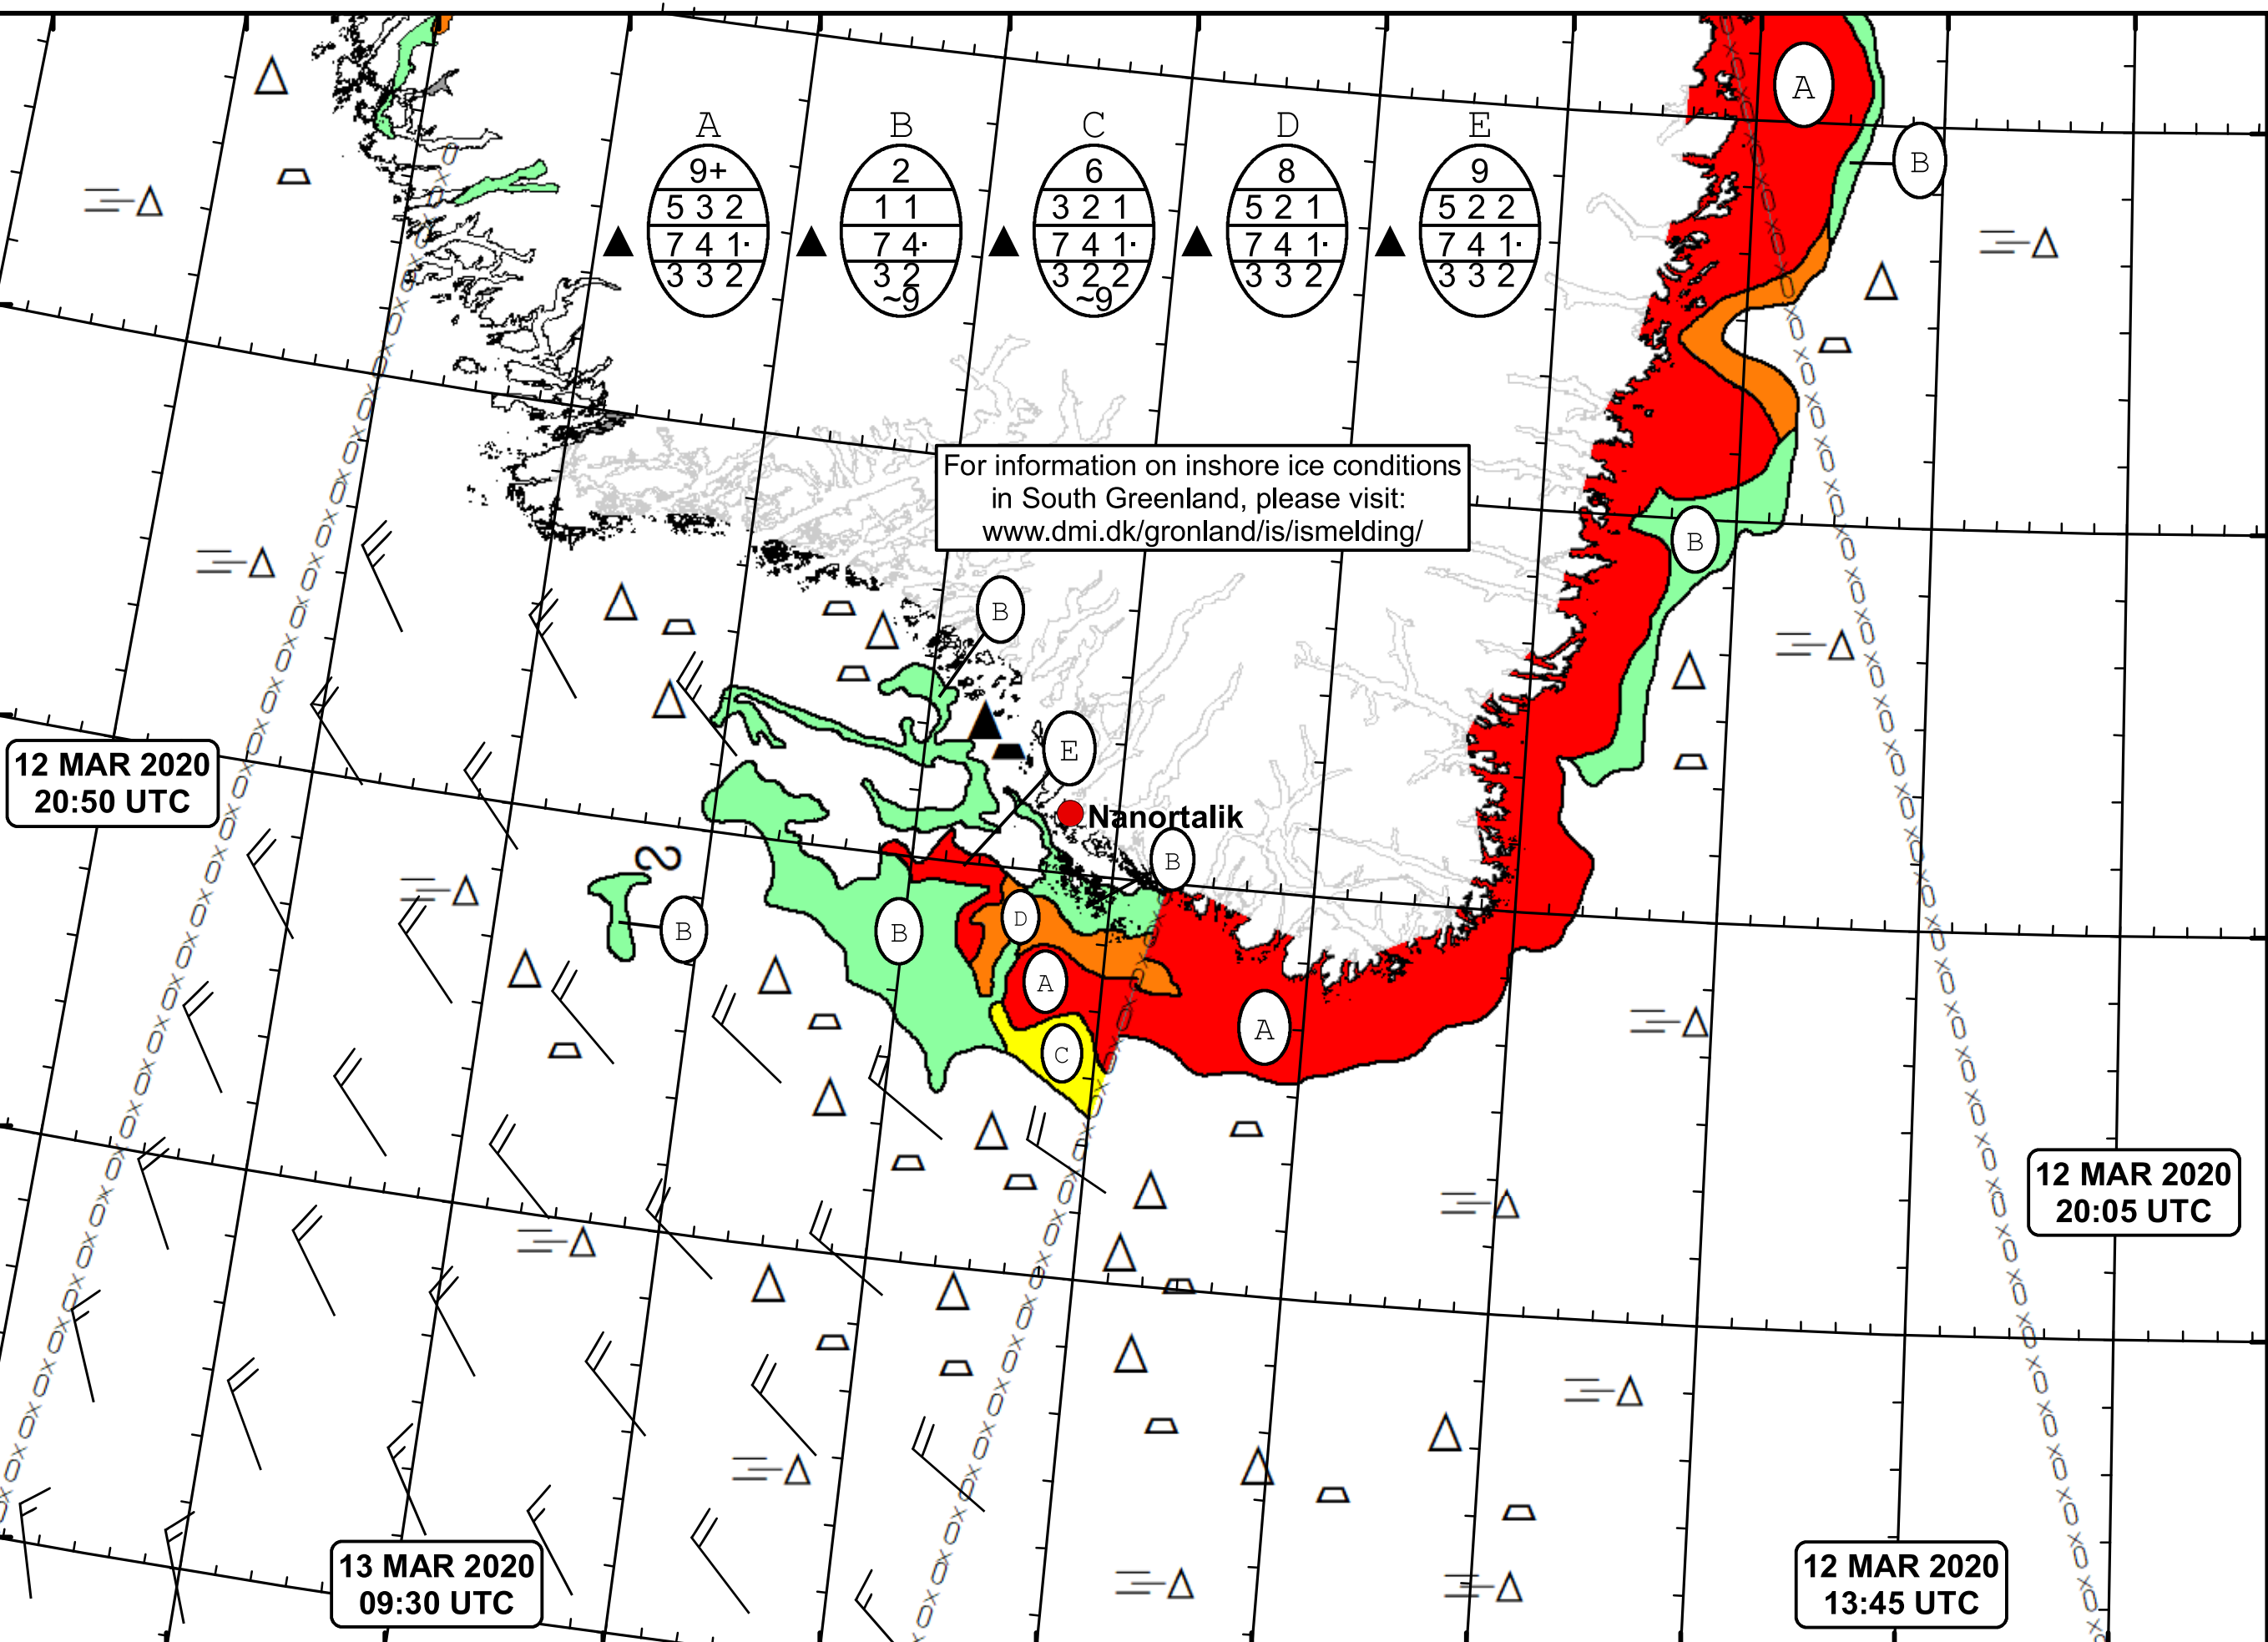 A B C D E
9+ 2 6 8 9
5 3 2 1 1 3 2 1 5 2 1 5 2 2
7 4 1· 7 4· 7 4 1· 7 4 1· 7 4 1·
3 3 2 3 2 3 2 2 3 3 2 3 3 2
~9 ~9
A
B
For information on inshore ice conditions
in South Greenland, please visit:
www.dmi.dk/gronland/is/ismelding/
B
B
E
12 MAR 2020
20:50 UTC
Nanortalik
B
B
B
D
A
A
C
12 MAR 2020
20:05 UTC
13 MAR 2020
09:30 UTC
12 MAR 2020
13:45 UTC